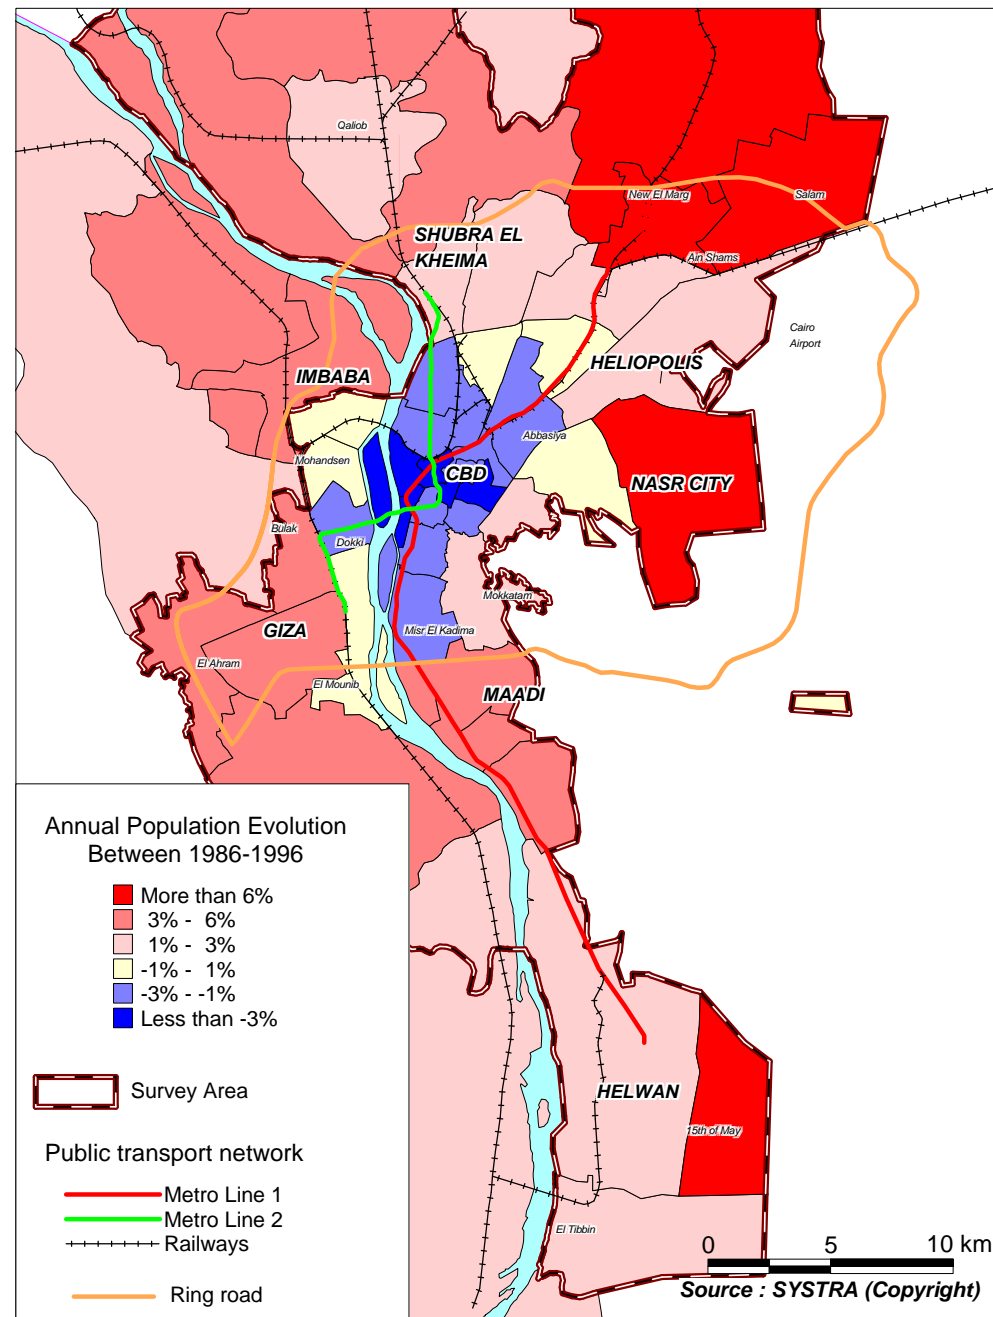 Qaliob
New El Marg
Salam
SHUBRA EL
KHEIMA
Ain Shams
Cairo
Airport
HELIOPOLIS
IMBABA
Abbasiya
Mohandsen
CBD
NASR CITY
Bulak
Dokki
Mokkatam
GIZA
Misr El Kadima
El Ahram
El Mounib
MAADI
Annual Population Evolution
Between 1986-1996
More than 6%
3% - 6%
1% - 3%
-1% - 1%
-3% - -1%
Less than -3%
Survey Area
Public transport network
Metro Line 1
Metro Line 2
Railways
Ring road
HELWAN
15th of May
El Tibbin
0 5 10 km
Source : SYSTRA (Copyright)